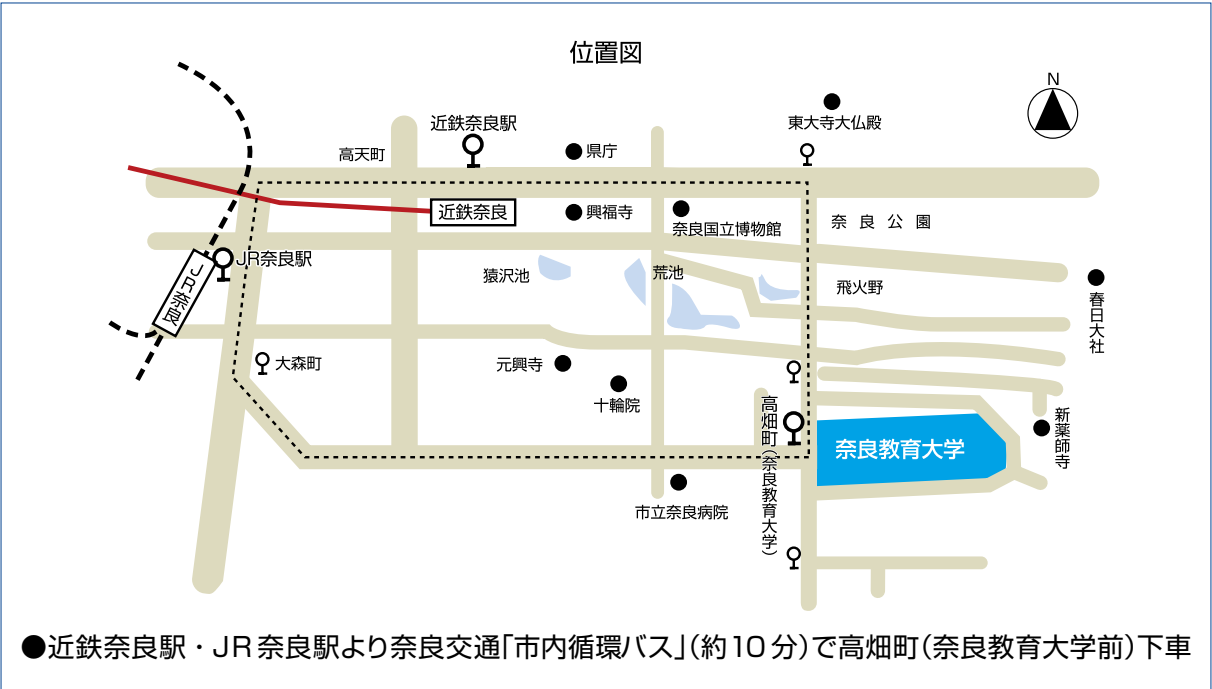 位置図
N
東大寺大仏殿
近鉄奈良駅
高天町
県庁
近鉄奈良
興福寺
奈良国立博物館
奈良公園
JR奈良駅
JR奈良
猿沢池
荒池
飛火野
春日大社
大森町
元興寺
十輪院
高畑町(奈良教育大学)
奈良教育大学
新薬師寺
市立奈良病院
●近鉄奈良駅・JR奈良駅より奈良交通「市内循環バス」(約10分)で高畑町(奈良教育大学前)下車